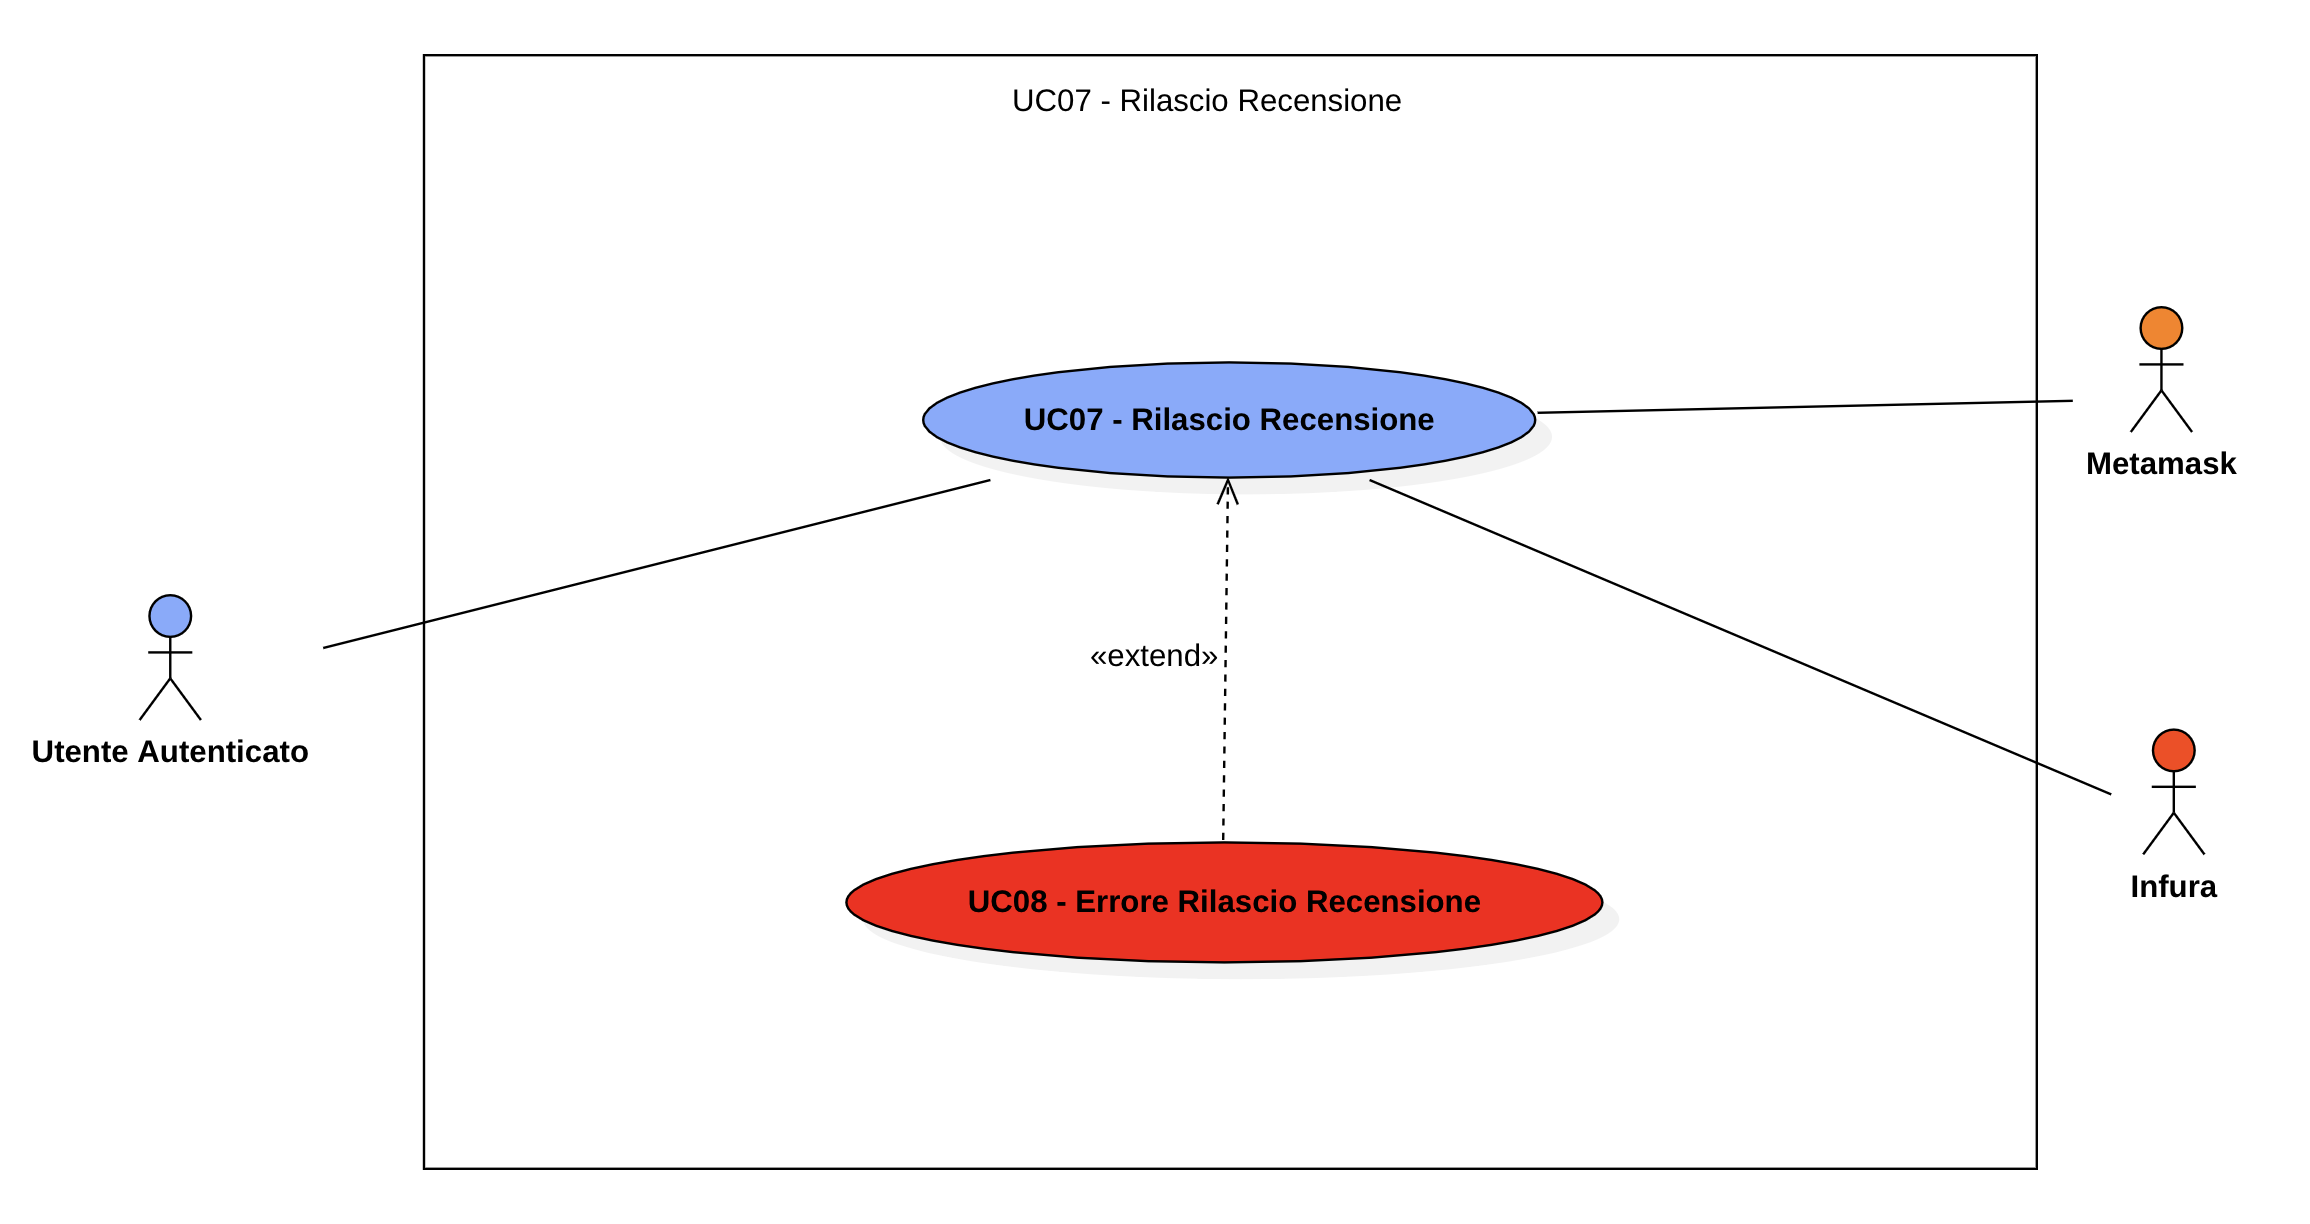 UC07 - Rilascio Recensione
UC07 - Rilascio Recensione
Metamask
«extend»
Utente Autenticato
Infura
UC08 - Errore Rilascio Recensione